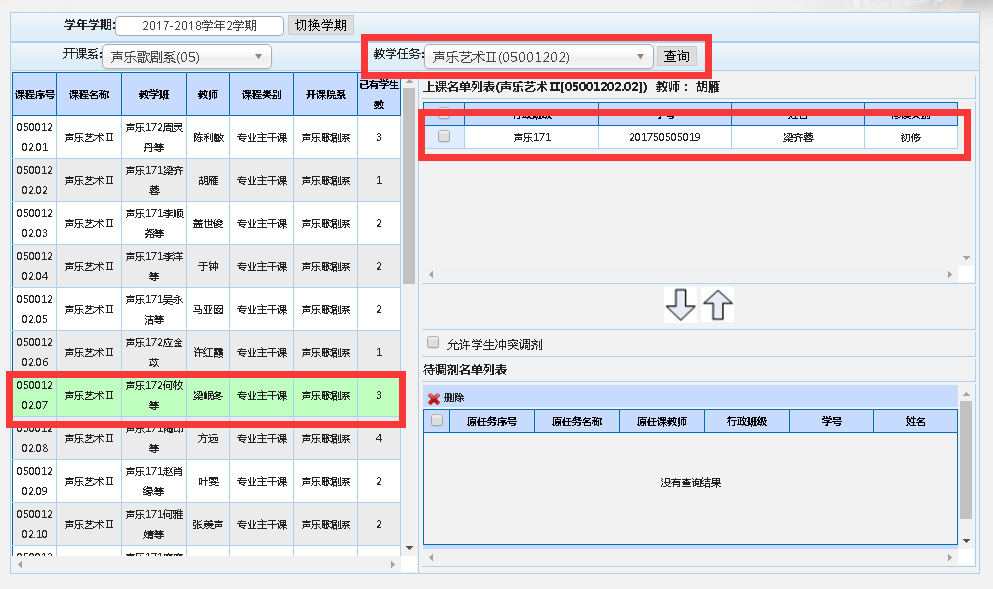 学年学期: 2017-2018学年2学期 切换学期
开课系: 声乐歌剧系(05) 教学任务: 声乐艺术Ⅱ(05001202) 查询
课程序号 课程名称 教学班 教师 课程类别 开课院系 已有学生数
05001202.01 声乐艺术Ⅱ 声乐172周灵丹等 陈利敏 专业主干课 声乐歌剧系 3
05001202.02 声乐艺术Ⅱ 声乐171梁齐蓉 胡雁 专业主干课 声乐歌剧系 1
05001202.03 声乐艺术Ⅱ 声乐171李顺尧等 盖世俊 专业主干课 声乐歌剧系 2
05001202.04 声乐艺术Ⅱ 声乐171李洋等 于钟 专业主干课 声乐歌剧系 2
05001202.05 声乐艺术Ⅱ 声乐171吴永洁等 马亚囡 专业主干课 声乐歌剧系 2
05001202.06 声乐艺术Ⅱ 声乐172应金苡 许红霞 专业主干课 声乐歌剧系 1
05001202.07 声乐艺术Ⅱ 声乐172何牧等 梁峒冬 专业主干课 声乐歌剧系 3
05001202.08 声乐艺术Ⅱ 等 方远 专业主干课 声乐歌剧系 4
05001202.09 声乐艺术Ⅱ 声乐171赵肖缘等 叶雯 专业主干课 声乐歌剧系 2
05001202.10 声乐艺术Ⅱ 声乐171何雅婧等 张美声 专业主干课 声乐歌剧系 2
上课名单列表(声乐艺术Ⅱ[05001202.02]) 教师： 胡雁
行政班级 学号 姓名 修读类别
声乐171 201750505019 梁齐蓉 初修
允许学生冲突调剂
待调剂名单列表
删除
原任务序号 原任务名称 原任课教师 行政班级 学号 姓名
没有查询结果